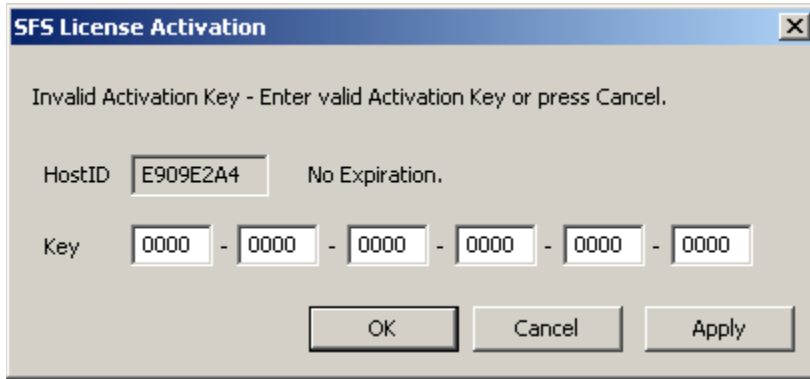 SFS License Activation
Invalid Activation Key - Enter valid Activation Key or press Cancel.
HostID E909E2A4 No Expiration.
Key 0000 - 0000 - 0000 - 0000 - 0000 - 0000
OK Cancel Apply